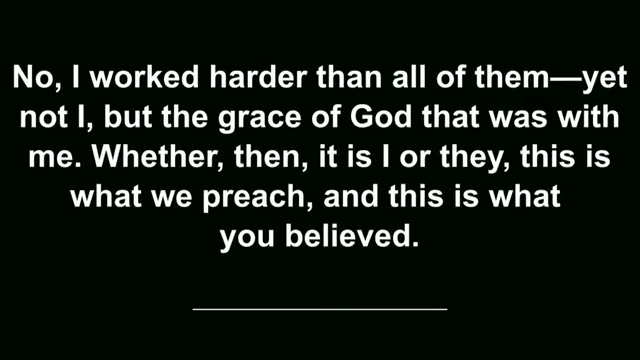 No, I worked harder than all of them—yet
not I, but the grace of God that was with
me. Whether, then, it is I or they, this is
what we preach, and this is what
you believed.